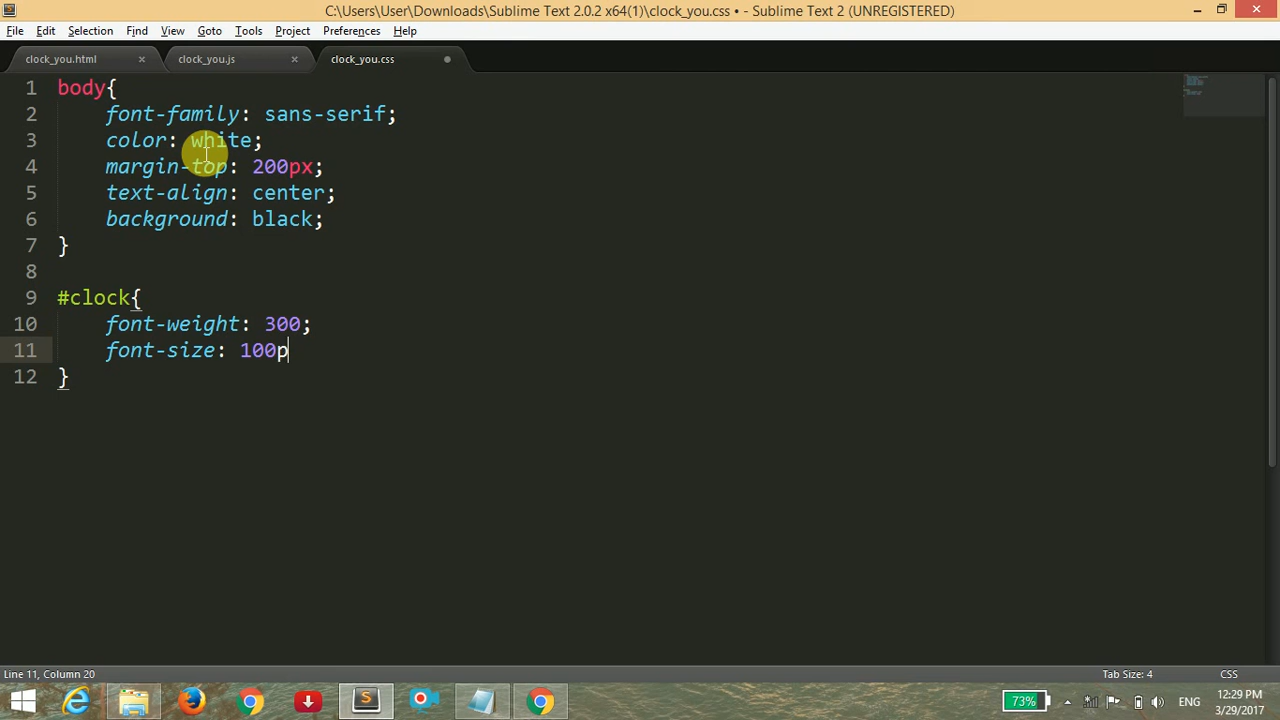 C:\Users\User\Downloads\Sublime Text 2.0.2 x64(1)\clock_you.css • - Sublime Text 2 (UNREGISTERED)
File Edit Selection Find View Goto Tools Project Preferences Help
clock_you.html clock_you.js clock_you.css
1 body{
2 font-family: sans-serif;
3 color: white;
4 margin-top: 200px;
5 text-align: center;
6 background: black;
7 }
8
9 #clock{
10 font-weight: 300;
11 font-size: 100p
12 }
Line 11, Column 20 Tab Size: 4 CSS
73% ENG 12:29 PM
3/29/2017